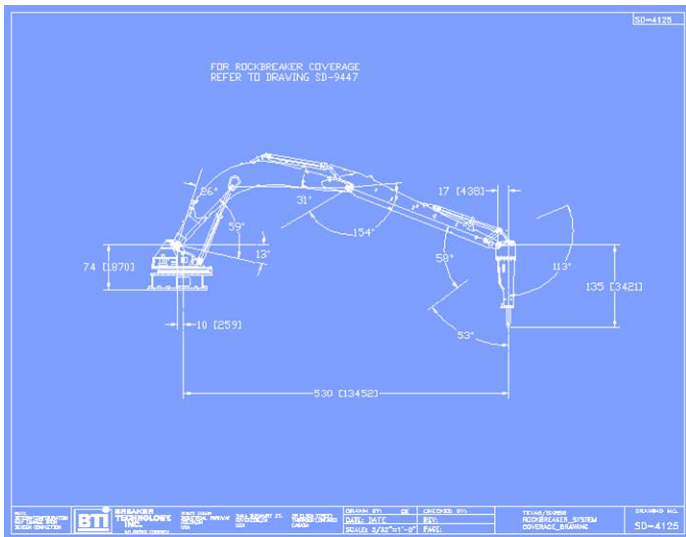 SD-4125
FOR ROCKBREAKER COVERAGE
REFER TO DRAWING SD-9447
17 [438]
26°
31°
154°
59°
13°
58°
113°
74 [1870]
135 [3421]
10 [259]
53°
530 [13452]
BTI
BREAKER
TECHNOLOGY,
INC.
DRAWN BY:
CHECKED BY:
DATE: DATE
REV:
SCALE: 3/32"=1'-0"
PAGE:
ROCKBREAKER_SYSTEM
COVERAGE_DRAWING
DRAWING NO.
SD-4125